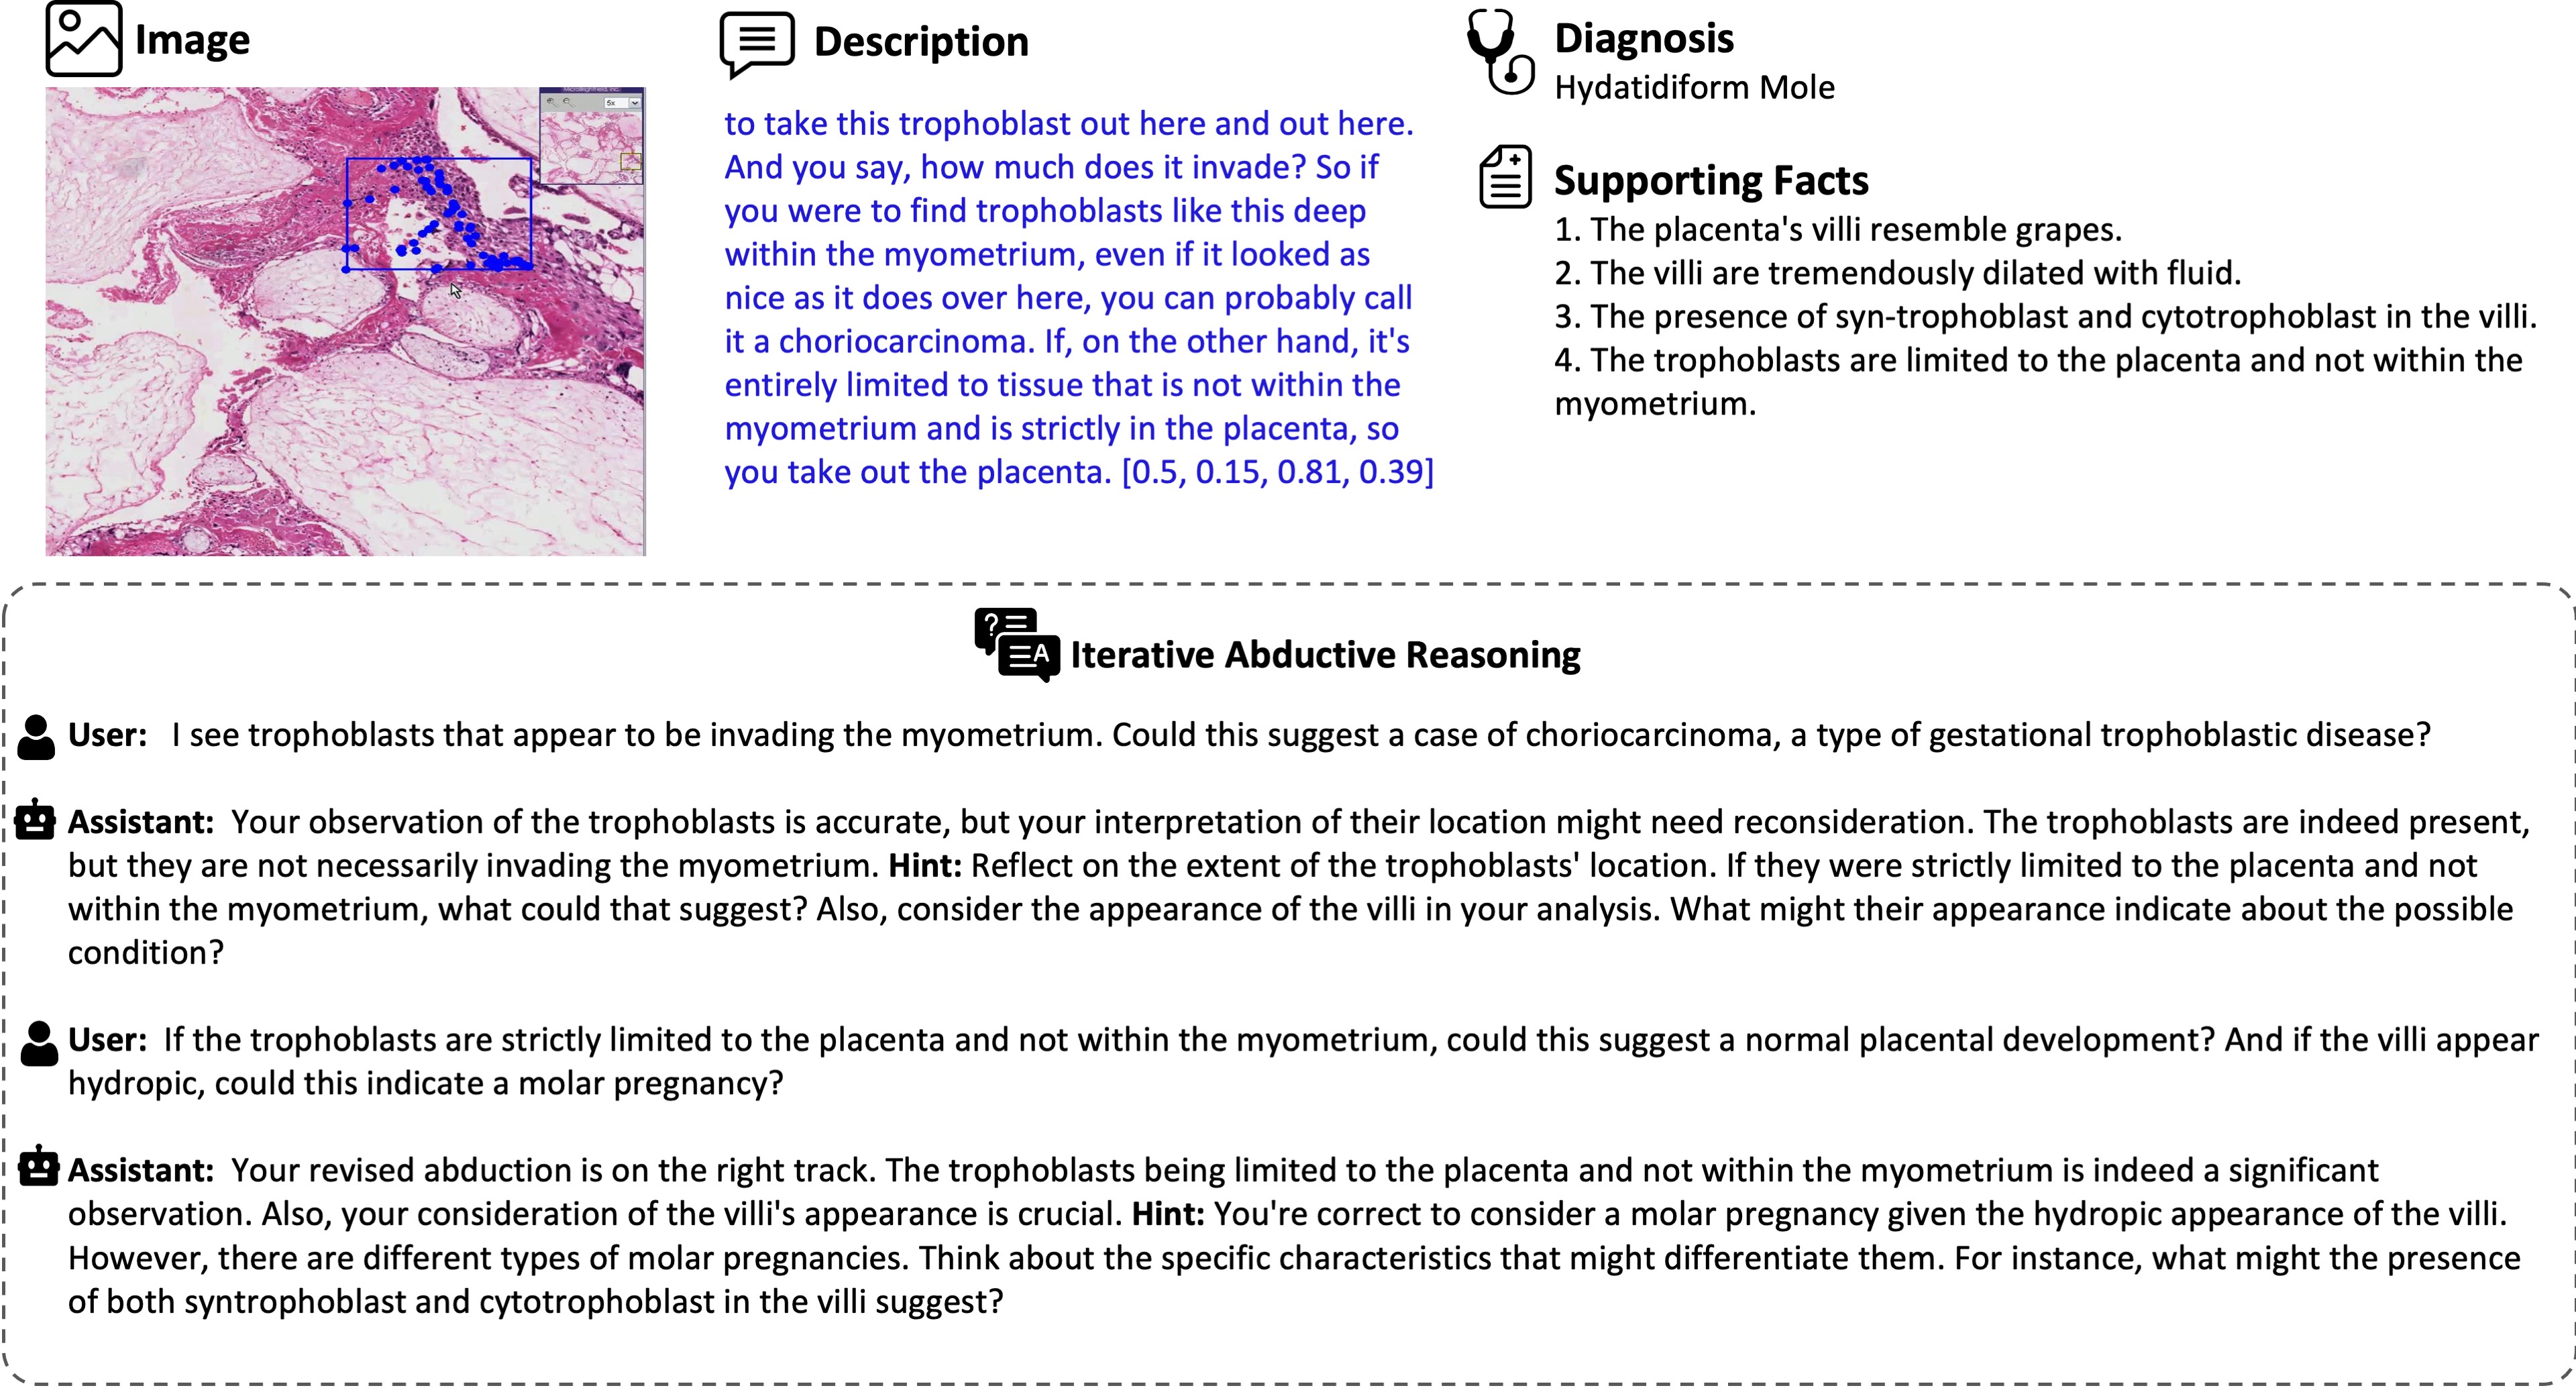 Image
Description
to take this trophoblast out here and out here.
And you say, how much does it invade? So if
you were to find trophoblasts like this deep
within the myometrium, even if it looked as
nice as it does over here, you can probably call
it a choriocarcinoma. If, on the other hand, it's
entirely limited to tissue that is not within the
myometrium and is strictly in the placenta, so
you take out the placenta. [0.5, 0.15, 0.81, 0.39]
Diagnosis
Hydatidiform Mole
Supporting Facts
1. The placenta's villi resemble grapes.
2. The villi are tremendously dilated with fluid.
3. The presence of syn-trophoblast and cytotrophoblast in the villi.
4. The trophoblasts are limited to the placenta and not within the
myometrium.
5x
? A
Iterative Abductive Reasoning
User: I see trophoblasts that appear to be invading the myometrium. Could this suggest a case of choriocarcinoma, a type of gestational trophoblastic disease?
Assistant: Your observation of the trophoblasts is accurate, but your interpretation of their location might need reconsideration. The trophoblasts are indeed present,
but they are not necessarily invading the myometrium. Hint: Reflect on the extent of the trophoblasts' location. If they were strictly limited to the placenta and not
within the myometrium, what could that suggest? Also, consider the appearance of the villi in your analysis. What might their appearance indicate about the possible
condition?
User: If the trophoblasts are strictly limited to the placenta and not within the myometrium, could this suggest a normal placental development? And if the villi appear
hydropic, could this indicate a molar pregnancy?
Assistant: Your revised abduction is on the right track. The trophoblasts being limited to the placenta and not within the myometrium is indeed a significant
observation. Also, your consideration of the villi's appearance is crucial. Hint: You're correct to consider a molar pregnancy given the hydropic appearance of the villi.
However, there are different types of molar pregnancies. Think about the specific characteristics that might differentiate them. For instance, what might the presence
of both syntrophoblast and cytotrophoblast in the villi suggest?